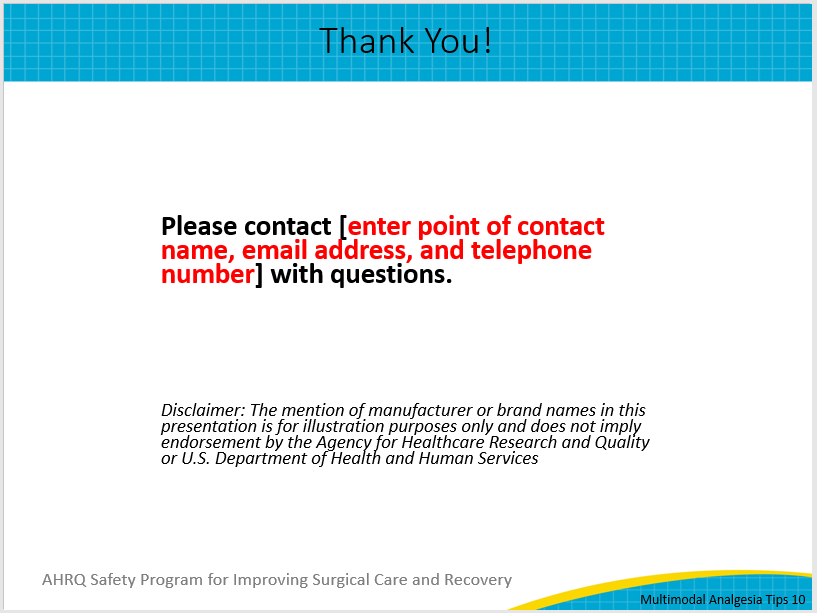 Thank You!
Please contact [enter point of contact
name, email address, and telephone
number] with questions.
Disclaimer: The mention of manufacturer or brand names in this
presentation is for illustration purposes only and does not imply
endorsement by the Agency for Healthcare Research and Quality
or U.S. Department of Health and Human Services
AHRQ Safety Program for Improving Surgical Care and Recovery
Multimodal Analgesia Tips 10